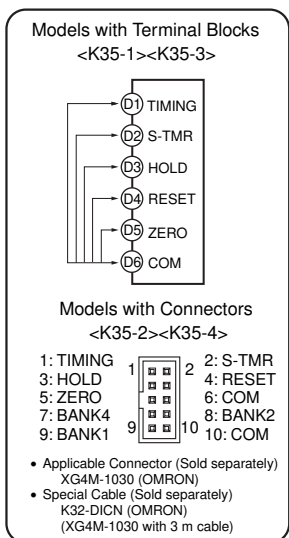 Models with Terminal Blocks
<K35-1><K35-3>
D1 TIMING
D2 S-TMR
D3 HOLD
D4 RESET
D5 ZERO
D6 COM
Models with Connectors
<K35-2><K35-4>
1: TIMING 1 2 2: S-TMR
3: HOLD 4: RESET
5: ZERO 6: COM
7: BANK4 8: BANK2
9: BANK1 9 10 10: COM
• Applicable Connector (Sold separately)
XG4M-1030 (OMRON)
• Special Cable (Sold separately)
K32-DICN (OMRON)
(XG4M-1030 with 3 m cable)